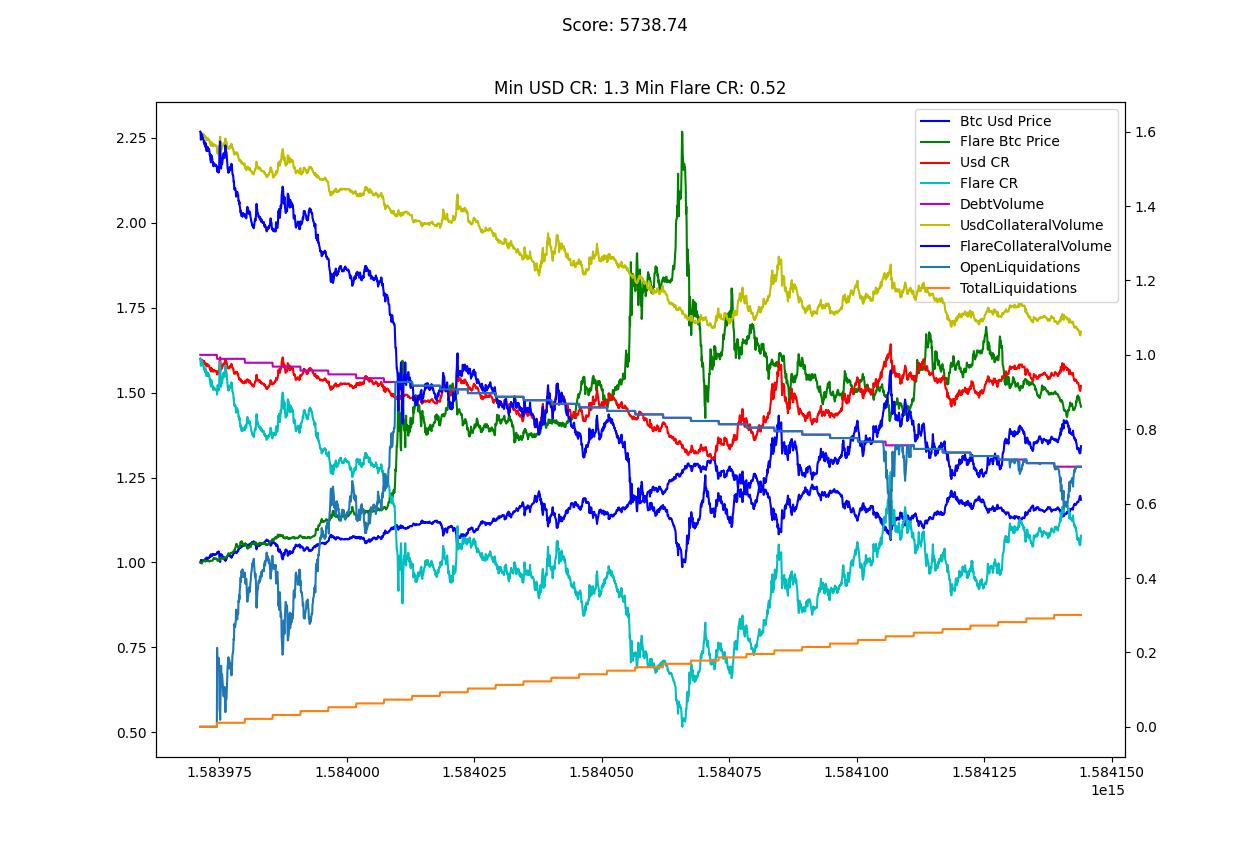 Score: 5738.74
Min USD CR: 1.3 Min Flare CR: 0.52
Btc Usd Price
Flare Btc Price
Usd CR
Flare CR
DebtVolume
UsdCollateralVolume
FlareCollateralVolume
OpenLiquidations
TotalLiquidations
2.25
2.00
1.75
1.50
1.25
1.00
0.75
0.50
1.6
1.4
1.2
1.0
0.8
0.6
0.4
0.2
0.0
1.583975 1.584000 1.584025 1.584050 1.584075 1.584100 1.584125 1.584150
1e15